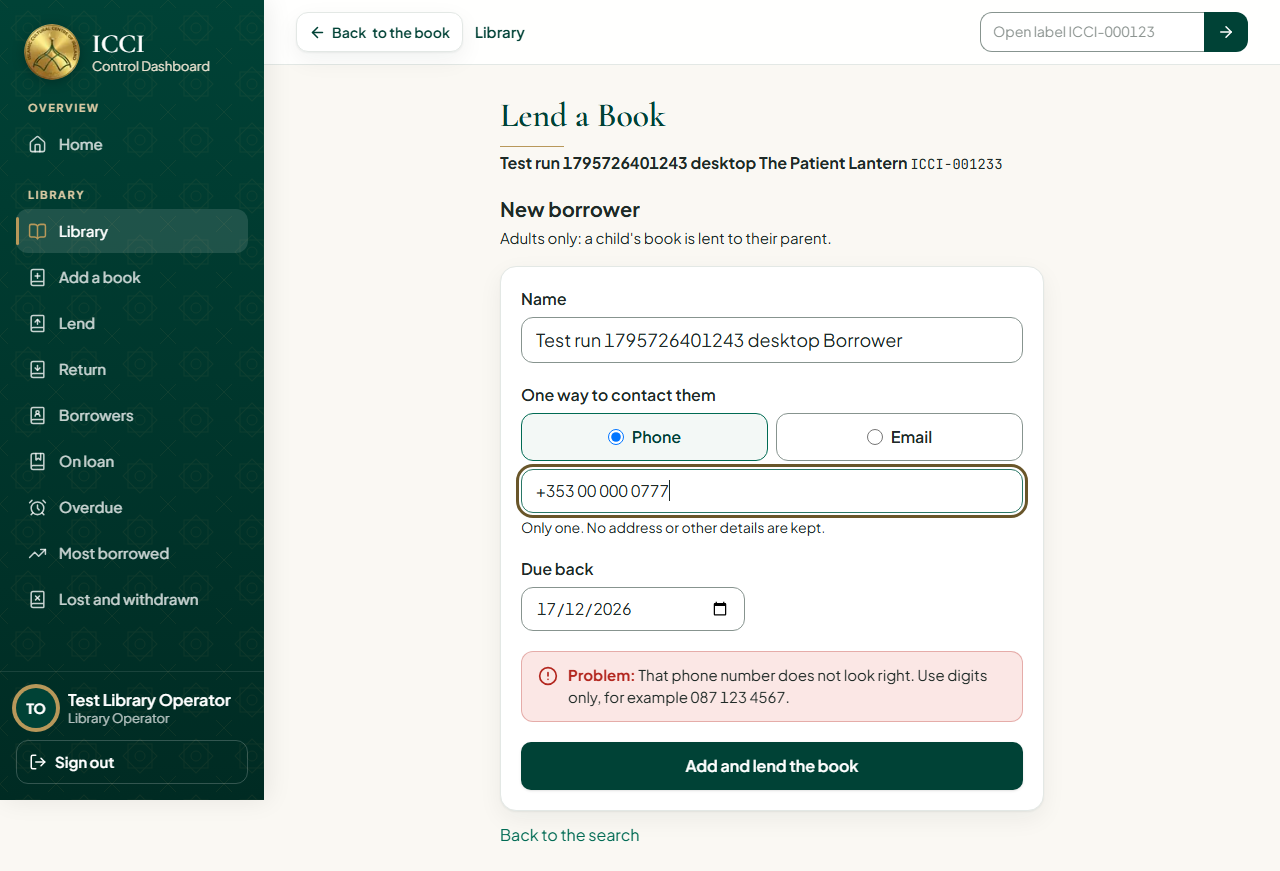 ICCI
Control Dashboard
OVERVIEW
Home
LIBRARY
Library
Add a book
Lend
Return
Borrowers
On loan
Overdue
Most borrowed
Lost and withdrawn
TO
Test Library Operator
Library Operator
Sign out
Back to the book
Library
Open label ICCI-000123
Lend a Book
Test run 1795726401243 desktop The Patient Lantern ICCI-001233
New borrower
Adults only: a child's book is lent to their parent.
Name
Test run 1795726401243 desktop Borrower
One way to contact them
Phone
Email
+353 00 000 0777
Only one. No address or other details are kept.
Due back
17/12/2026
Problem: That phone number does not look right. Use digits
only, for example 087 123 4567.
Add and lend the book
Back to the search